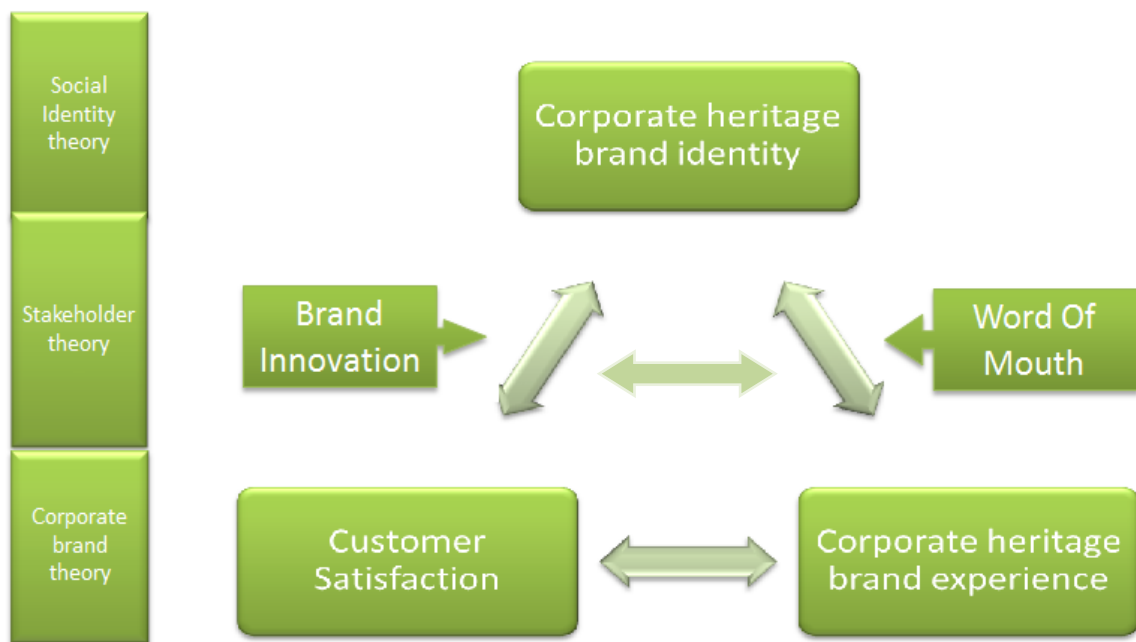 Social
Identity
theory
Stakeholder
theory
Corporate
brand
theory
Corporate heritage
brand identity
Brand
Innovation
Word Of
Mouth
Customer
Satisfaction
Corporate heritage
brand experience